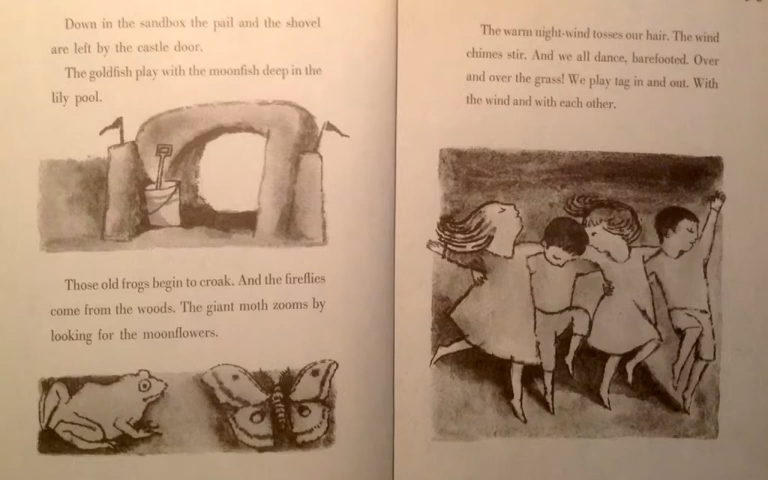 Down in the sandbox the pail and the shovel
are left by the castle door.
The goldfish play with the moonfish deep in the
lily pool.
Those old frogs begin to croak. And the fireflies
come from the woods. The giant moth zooms by
looking for the moonflowers.
The warm night-wind tosses our hair. The wind
chimes stir. And we all dance, barefooted. Over
and over the grass! We play tag in and out. With
the wind and with each other.